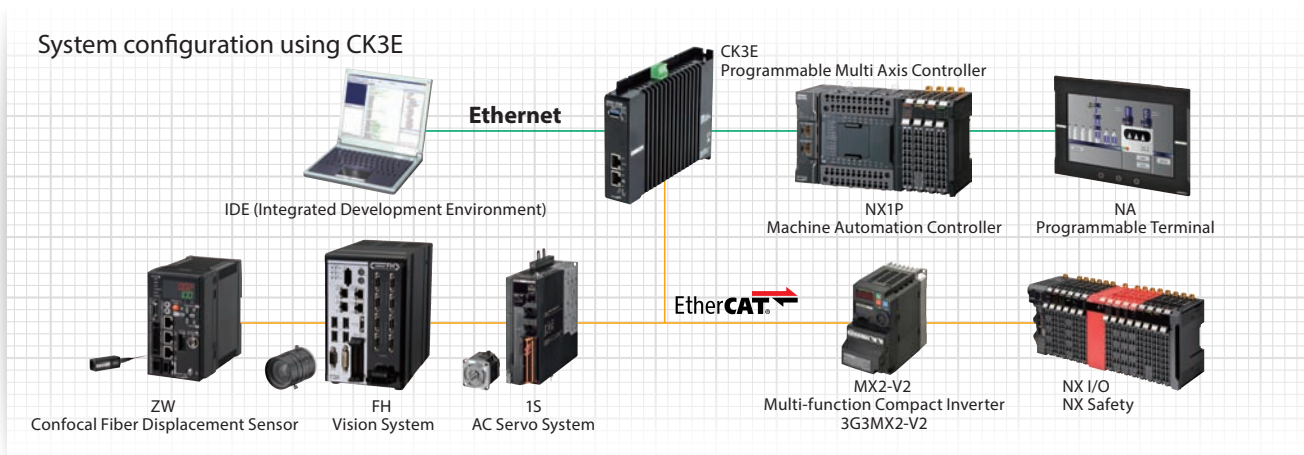 System configuration using CK3E
CK3E
Programmable Multi Axis Controller
Ethernet
IDE (Integrated Development Environment)
NX1P
Machine Automation Controller
NA
Programmable Terminal
EtherCAT®
ZW
Confocal Fiber Displacement Sensor
FH
Vision System
1S
AC Servo System
MX2-V2
Multi-function Compact Inverter
3G3MX2-V2
NX I/O
NX Safety